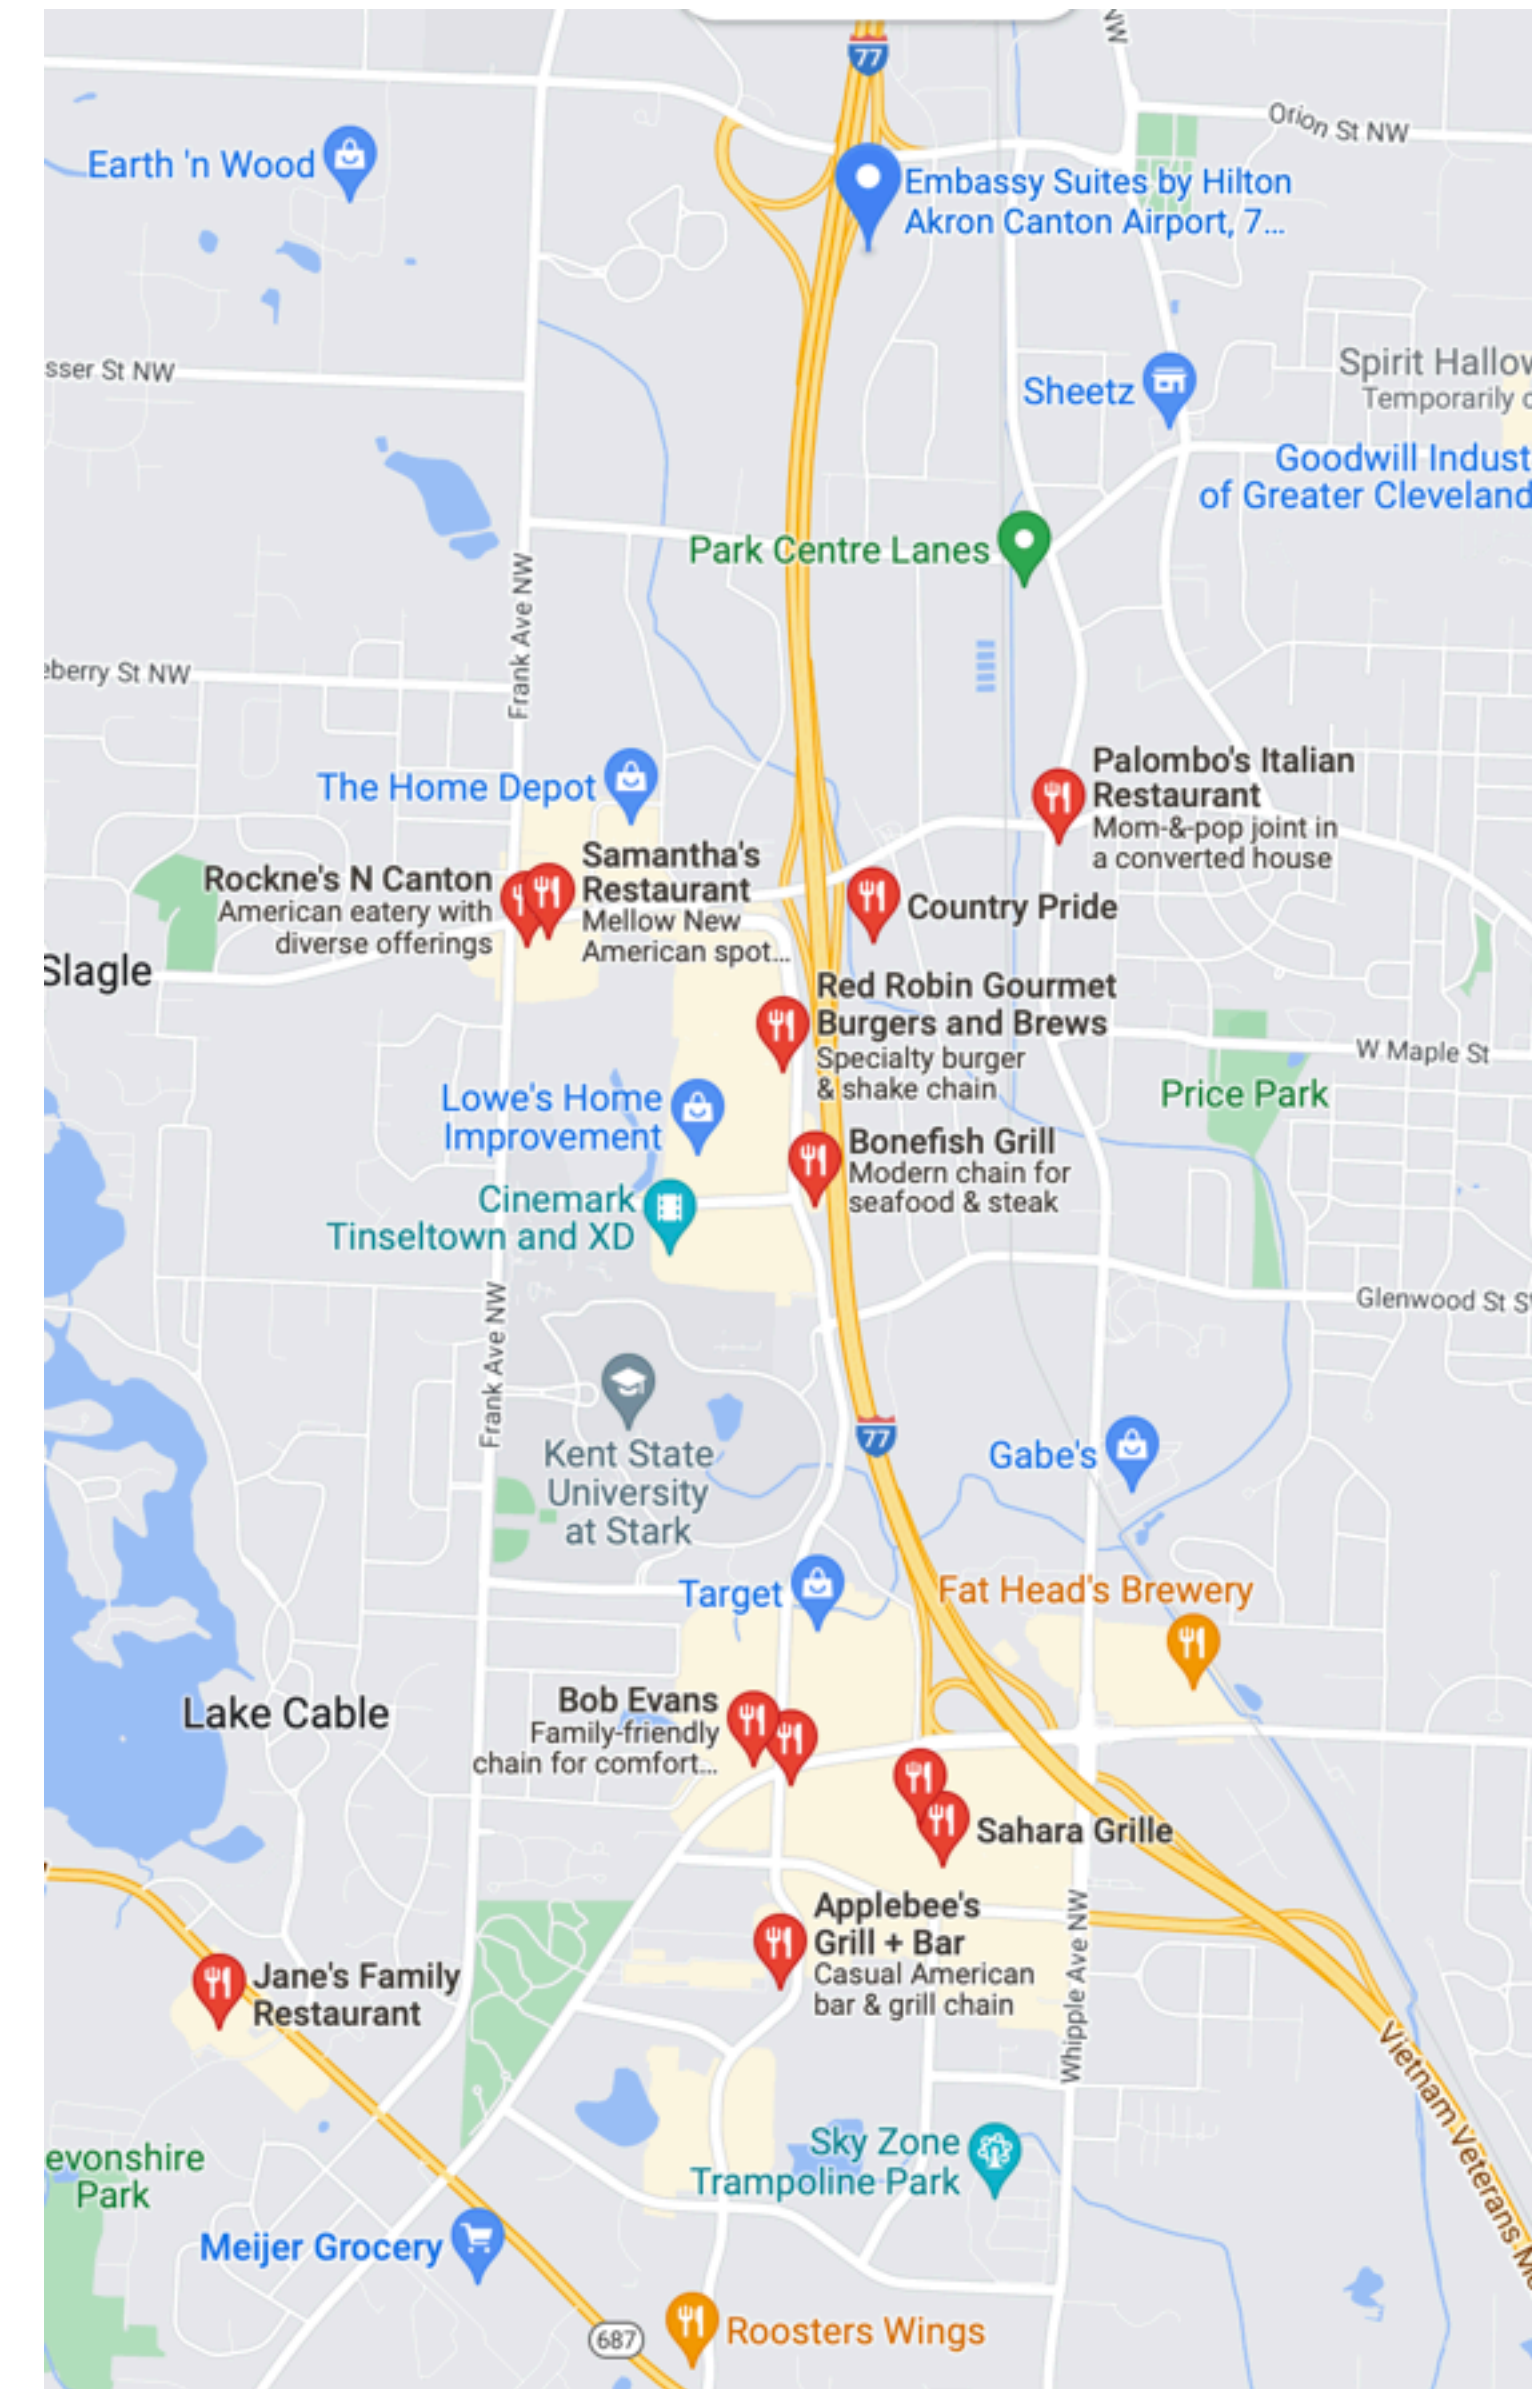 NW
77
Orion St NW
Earth 'n Wood
Embassy Suites by Hilton
Akron Canton Airport, 7...
sser St NW
Spirit Hallow
Temporarily c
Sheetz
Goodwill Indust
of Greater Cleveland
Park Centre Lanes
Frank Ave NW
eberry St NW
The Home Depot
Palombo's Italian
Restaurant
Mom-&-pop joint in
a converted house
Samantha's
Restaurant
Mellow New
American spot...
Rockne's N Canton
American eatery with
diverse offerings
Country Pride
Slagle
Red Robin Gourmet
Burgers and Brews
Specialty burger
& shake chain
W Maple St
Price Park
Lowe's Home
Improvement
Bonefish Grill
Modern chain for
seafood & steak
Cinemark
Tinseltown and XD
Glenwood St S
Frank Ave NW
77
Kent State
University
at Stark
Gabe's
Target
Fat Head's Brewery
Bob Evans
Family-friendly
chain for comfort...
Lake Cable
Sahara Grille
Applebee's
Grill + Bar
Casual American
bar & grill chain
Whipple Ave NW
Jane's Family
Restaurant
Vietnam Veterans Me
Sky Zone
Trampoline Park
evonshire
Park
Meijer Grocery
687
Roosters Wings